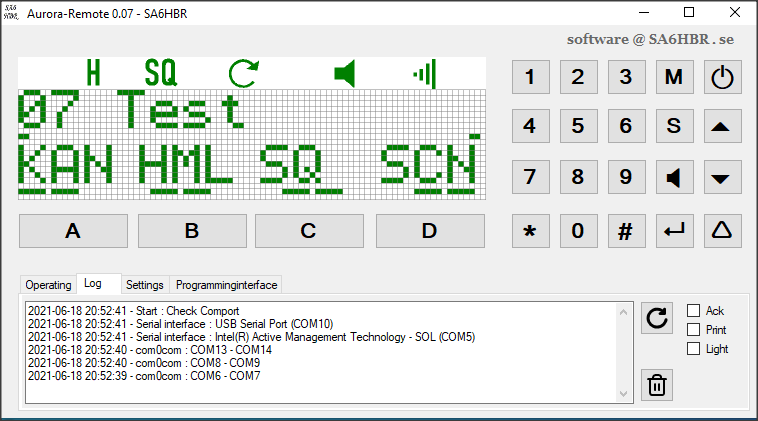 SA6
HBR
Aurora-Remote 0.07 - SA6HBR
software @ SA6HBR.se
H SQ
07 Test
KAN HML SQ SCN
A B C D
1 2 3 M
4 5 6 S
7 8 9
* 0 #
Operating Log Settings Programminginterface
2021-06-18 20:52:41 - Start : Check Comport
2021-06-18 20:52:41 - Serial interface : USB Serial Port (COM10)
2021-06-18 20:52:41 - Serial interface : Intel(R) Active Management Technology - SOL (COM5)
2021-06-18 20:52:40 - com0com : COM13 - COM14
2021-06-18 20:52:40 - com0com : COM8 - COM9
2021-06-18 20:52:39 - com0com : COM6 - COM7
Ack
Print
Light